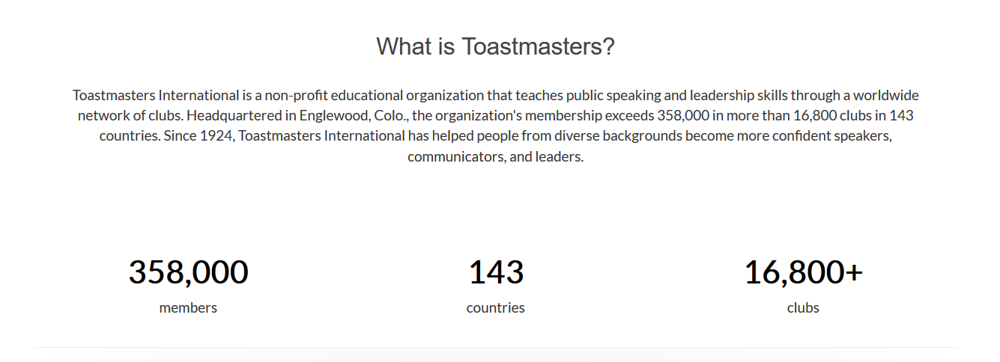 What is Toastmasters?
Toastmasters International is a non-profit educational organization that teaches public speaking and leadership skills through a worldwide
network of clubs. Headquartered in Englewood, Colo., the organization's membership exceeds 358,000 in more than 16,800 clubs in 143
countries. Since 1924, Toastmasters International has helped people from diverse backgrounds become more confident speakers,
communicators, and leaders.
358,000
members
143
countries
16,800+
clubs